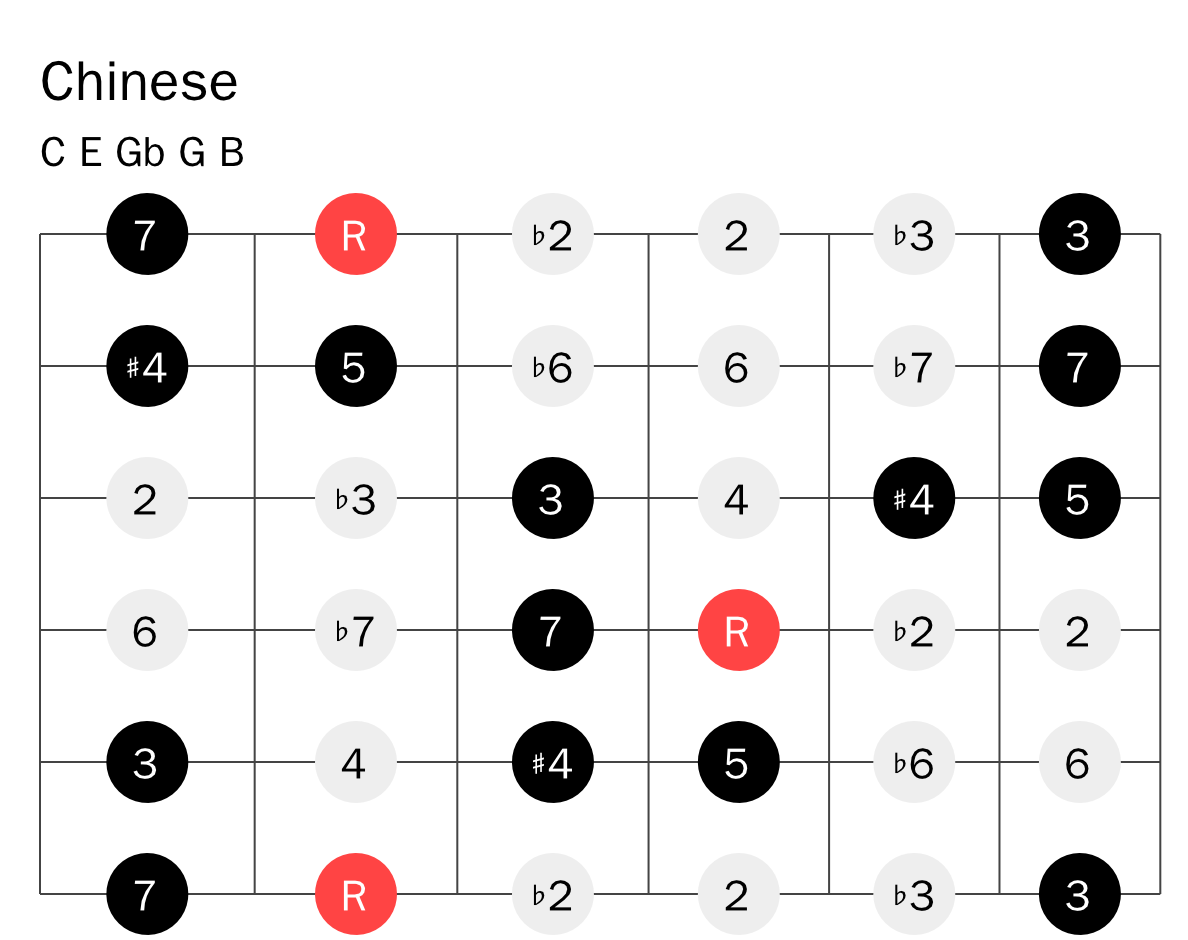 Chinese
C E Gb G B
7 R ♭2 2 ♭3 3
♯4 5 ♭6 6 ♭7 7
2 ♭3 3 4 ♯4 5
6 ♭7 7 R ♭2 2
3 4 ♯4 5 ♭6 6
7 R ♭2 2 ♭3 3